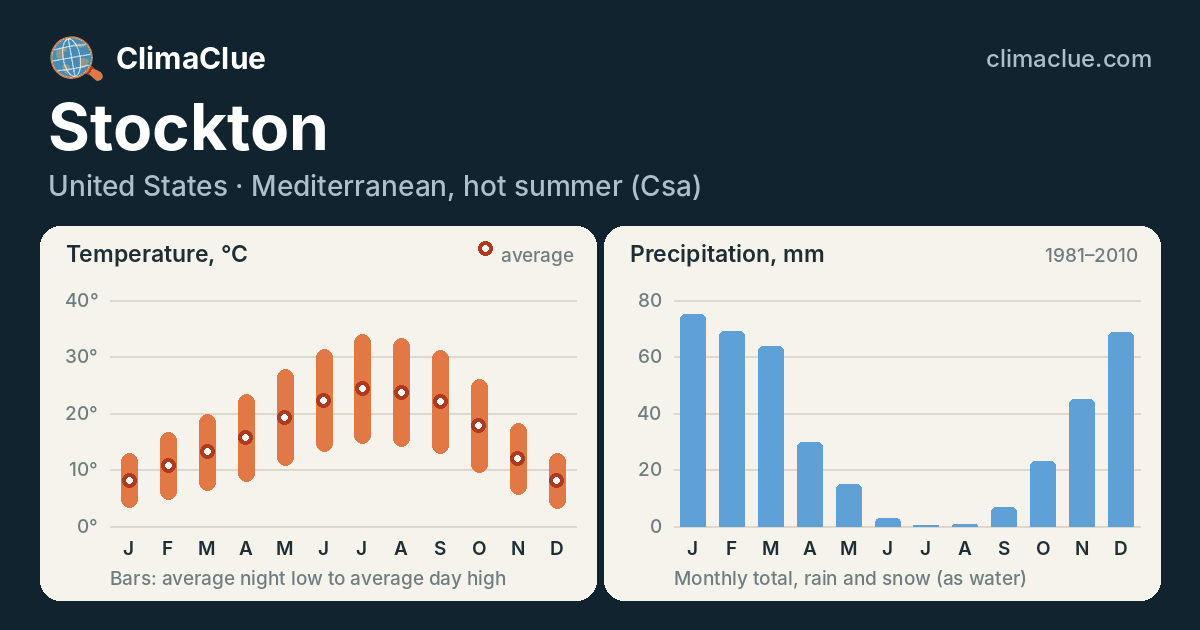 ClimaClue
climaclue.com
Stockton
United States · Mediterranean, hot summer (Csa)
Temperature, °C
average
40°
30°
20°
10°
0°
J F M A M J J A S O N D
Bars: average night low to average day high
Precipitation, mm
1981–2010
80
60
40
20
0
J F M A M J J A S O N D
Monthly total, rain and snow (as water)